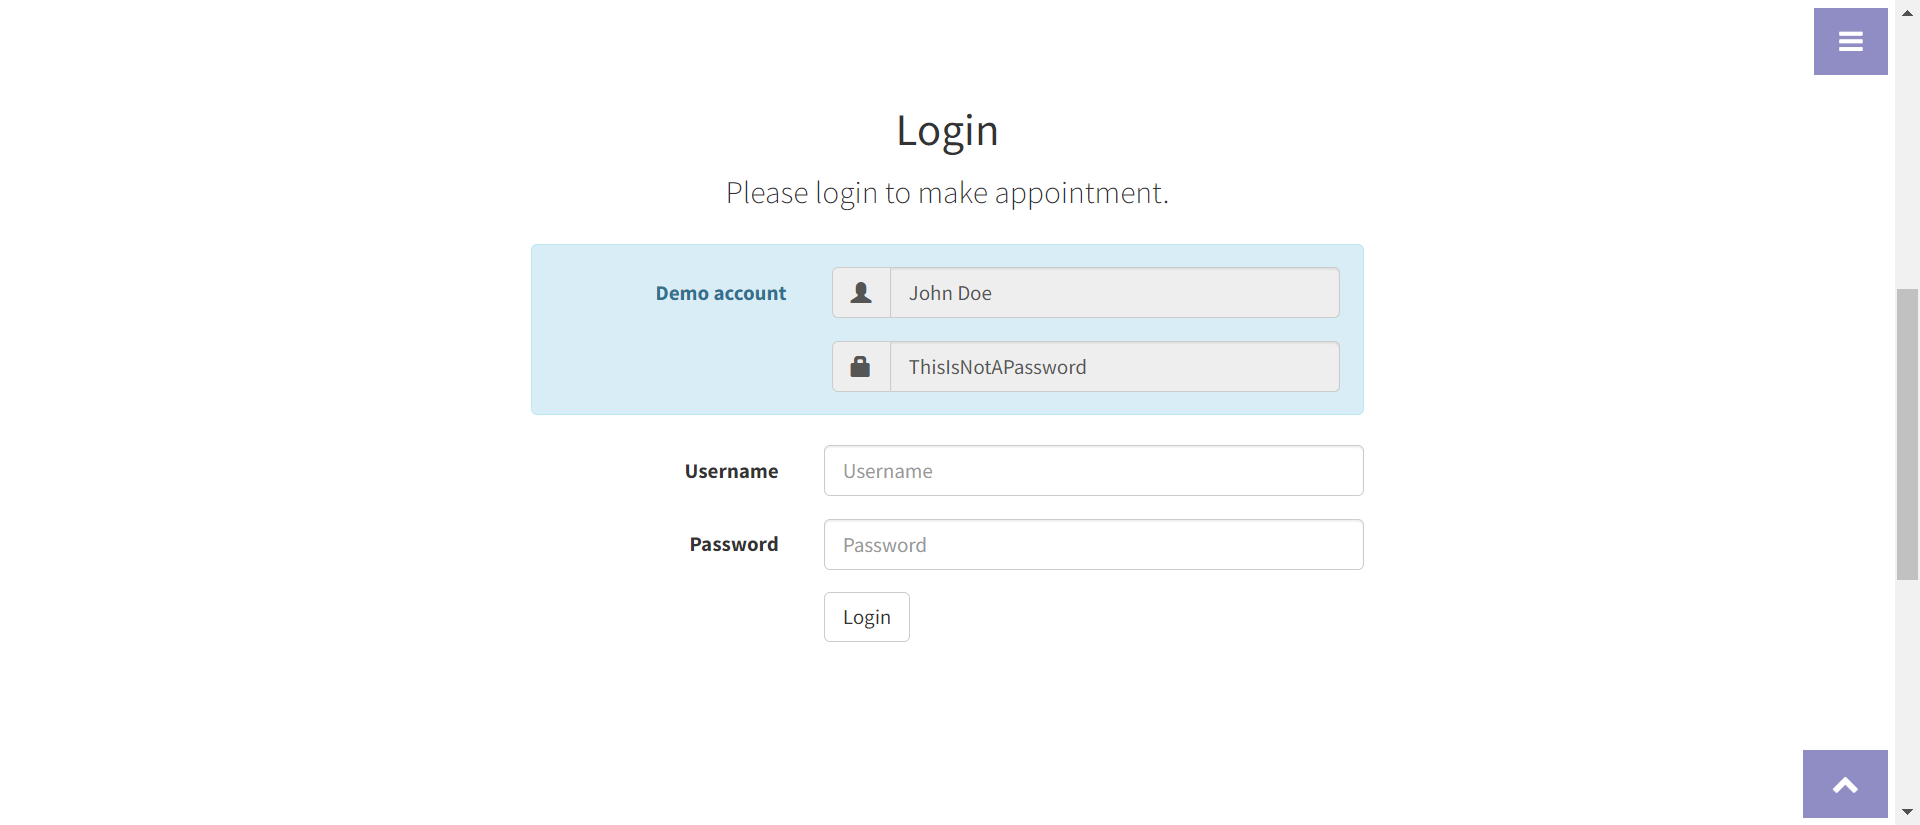 Login
Please login to make appointment.
Demo account
John Doe
ThisIsNotAPassword
Username
Username
Password
Password
Login